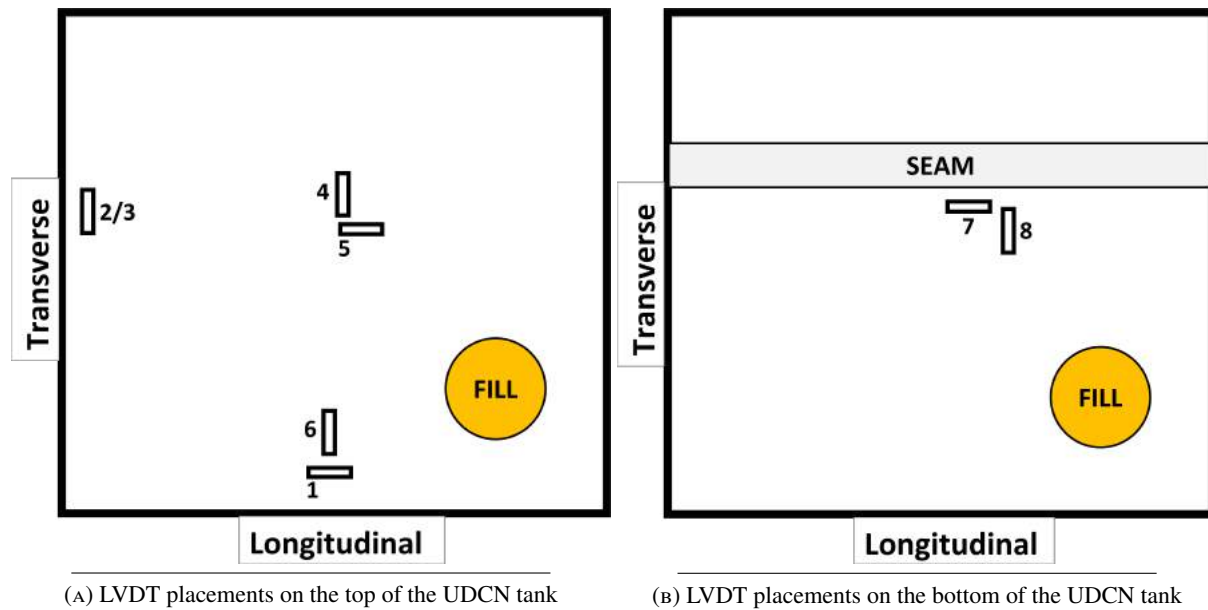 4
2/3
5
Transverse
FILL
6
1
Longitudinal
(A) LVDT placements on the top of the UDCN tank
SEAM
7
8
Transverse
FILL
Longitudinal
(B) LVDT placements on the bottom of the UDCN tank